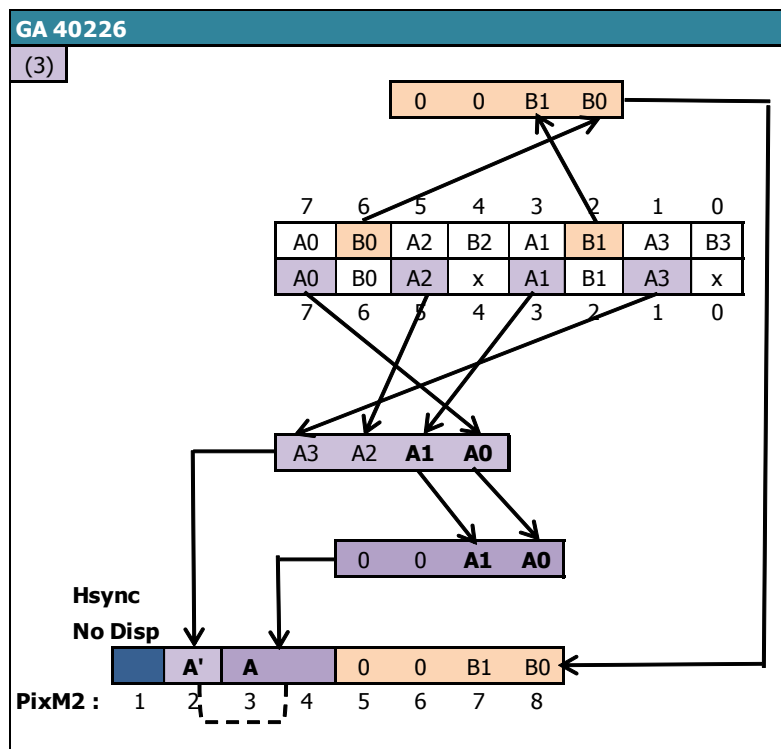 GA 40226
(3)
0 0 B1 B0
7 6 5 4 3 2 1 0
A0 B0 A2 B2 A1 B1 A3 B3
A0 B0 A2 x A1 B1 A3 x
7 6 5 4 3 2 1 0
A3 A2 A1 A0
0 0 A1 A0
Hsync
No Disp
A' A 0 0 B1 B0
PixM2 : 1 2 3 4 5 6 7 8